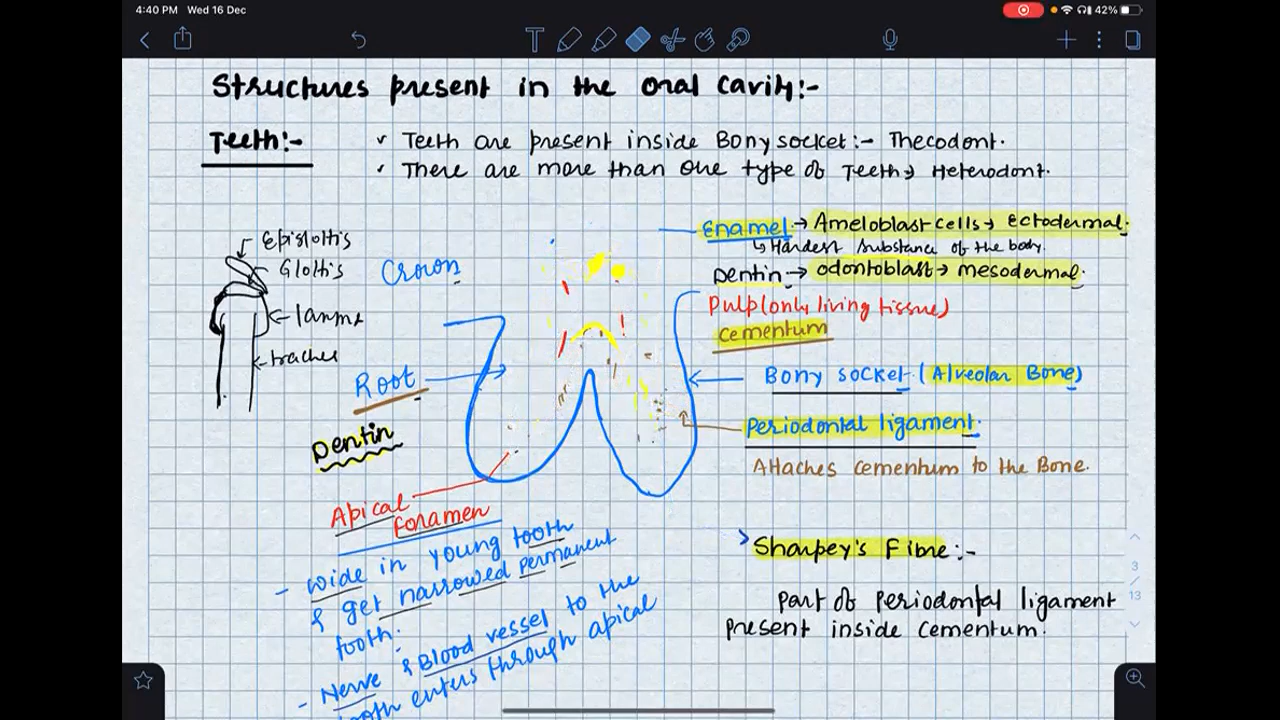 4:40 PM Wed 16 Dec
42%
Structures present in the oral cavity:-
Teeth:-
• Teeth are present inside Bony socket:- Thecodont.
• There are more than one type of Teeth → Heterodont.
Enamel → Ameloblast cells → Ectodermal.
↳ Hardest substance of the body.
Dentin → odontoblast → mesodermal.
Pulp (only living tissue)
cementum
Bony socket (Alveolar Bone)
Periodontal ligament.
Attaches cementum to the Bone.
> Sharpey's Fibre:-
part of periodontal ligament
present inside cementum.
Glottis
Crown
Root
Dentin
Apical
foramen
- wide in young tooth
& get narrowed permanent
tooth.
- Nerve & Blood vessel to the
tooth enters through apical
3
/
13